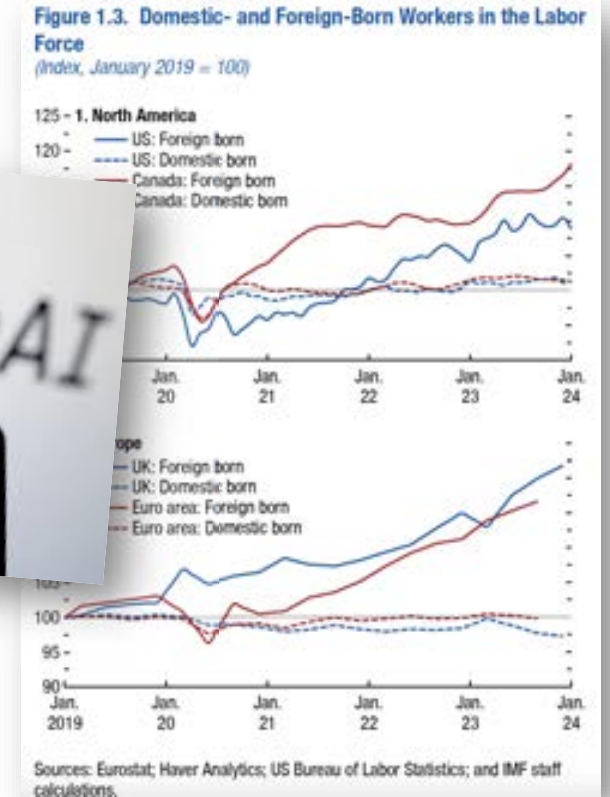 Figure 1.3. Domestic- and Foreign-Born Workers in the Labor
Force
(Index, January 2019 = 100)
125 1. North America
120
US: Foreign born
US: Domestic born
Canada: Foreign born
Canada: Domestic born
AI
Jan. Jan. Jan. Jan. Jan.
20 21 22 23 24
UK: Foreign born
UK: Domestic born
Euro area: Foreign born
Euro area: Domestic born
105
100
95
90
Jan. Jan. Jan. Jan. Jan. Jan.
2019 20 21 22 23 24
Sources: Eurostat; Haver Analytics; US Bureau of Labor Statistics; and IMF staff
calculations.